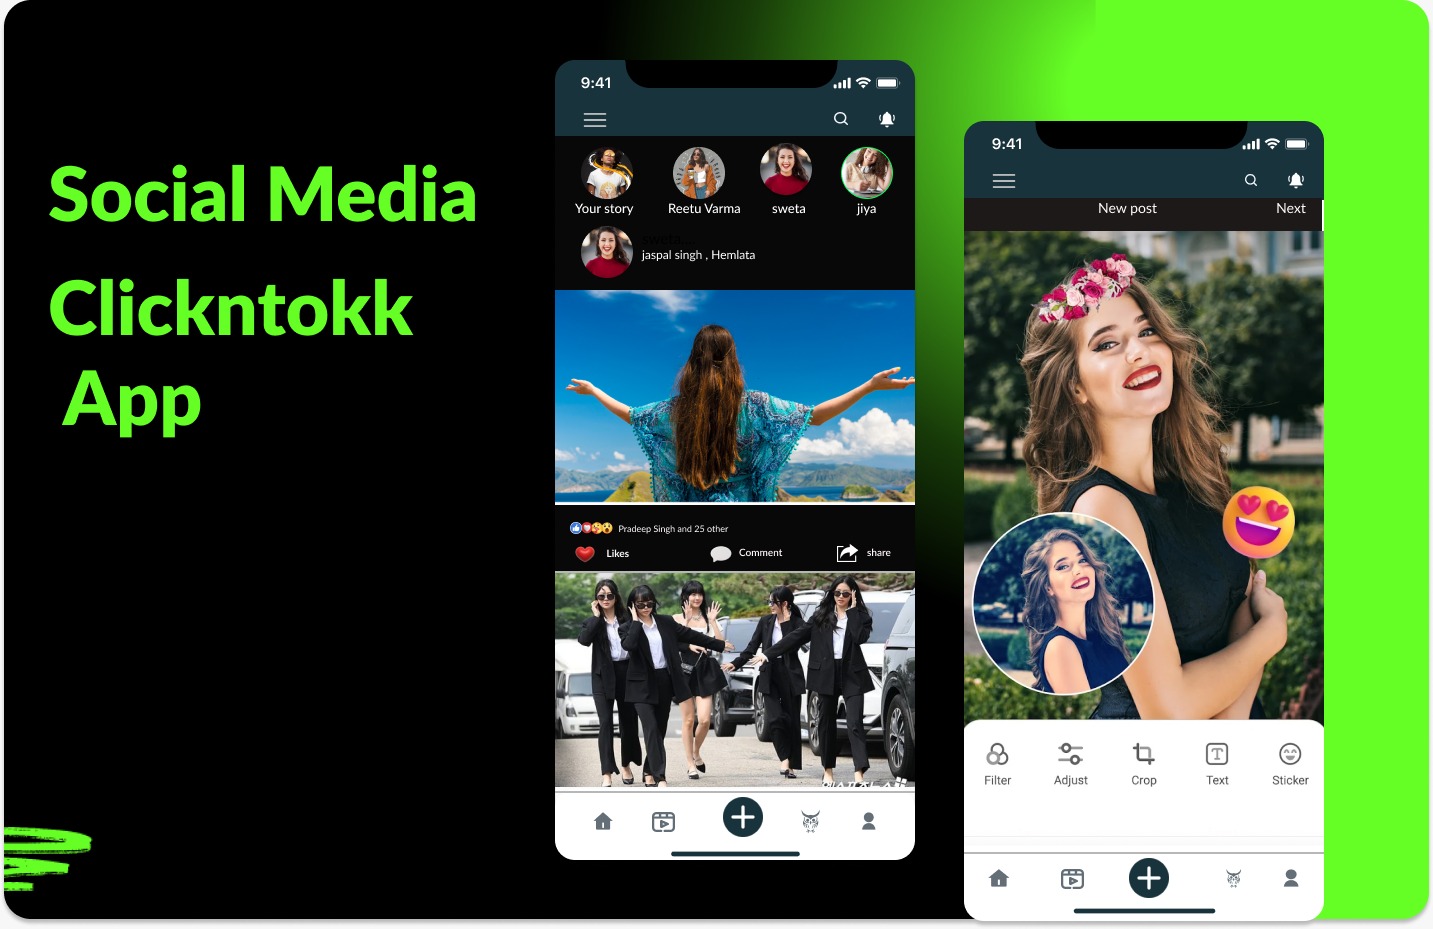 Social Media
Clickntokk
App
9:41
Your story
Reetu Varma
sweta
jiya
sweta....
jaspal singh , Hemlata
Pradeep Singh and 25 other
Likes
Comment
share
9:41
New post
Next
Filter
Adjust
Crop
Text
Sticker